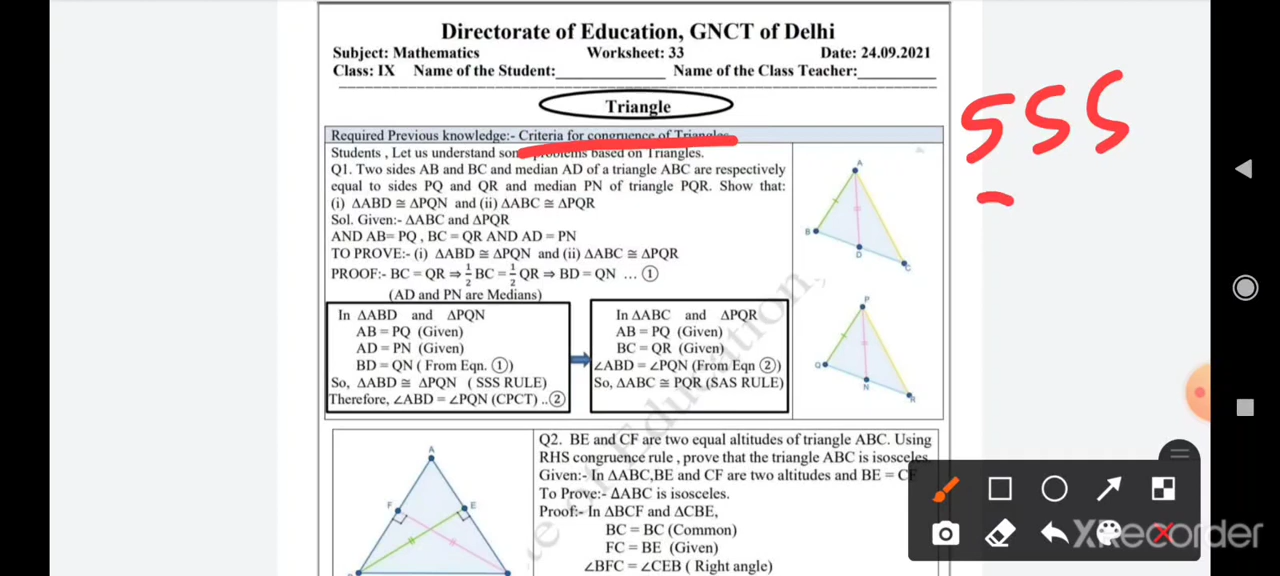 Directorate of Education, GNCT of Delhi
Subject: Mathematics Worksheet: 33 Date: 24.09.2021
Class: IX Name of the Student:__________ Name of the Class Teacher:_______
Triangle
SSS
Required Previous knowledge:- Criteria for congruence of Triangles
Students , Let us understand some problems based on Triangles.
Q1. Two sides AB and BC and median AD of a triangle ABC are respectively
equal to sides PQ and QR and median PN of triangle PQR. Show that:
(i) ΔABD ≅ ΔPQN and (ii) ΔABC ≅ ΔPQR
Sol. Given:- ΔABC and ΔPQR
AND AB= PQ , BC = QR AND AD = PN
TO PROVE:- (i) ΔABD ≅ ΔPQN and (ii) ΔABC ≅ ΔPQR
PROOF:- BC = QR ⇒ 1/2 BC = 1/2 QR ⇒ BD = QN … ①
(AD and PN are Medians)
In ΔABD and ΔPQN
AB = PQ (Given)
AD = PN (Given)
BD = QN ( From Eqn. ①)
So, ΔABD ≅ ΔPQN ( SSS RULE)
Therefore, ∠ABD = ∠PQN (CPCT) ..②
In ΔABC and ΔPQR
AB = PQ (Given)
BC = QR (Given)
∠ABD = ∠PQN (From Eqn ②)
So, ΔABC ≅ PQR (SAS RULE)
A
B
D
C
P
Q
N
R
Q2. BE and CF are two equal altitudes of triangle ABC. Using
RHS congruence rule , prove that the triangle ABC is isosceles.
Given:- In ΔABC,BE and CF are two altitudes and BE = CF
To Prove:- ΔABC is isosceles.
Proof:- In ΔBCF and ΔCBE,
BC = BC (Common)
FC = BE (Given)
∠BFC = ∠CEB ( Right angle)
A
F
E
XRecorder